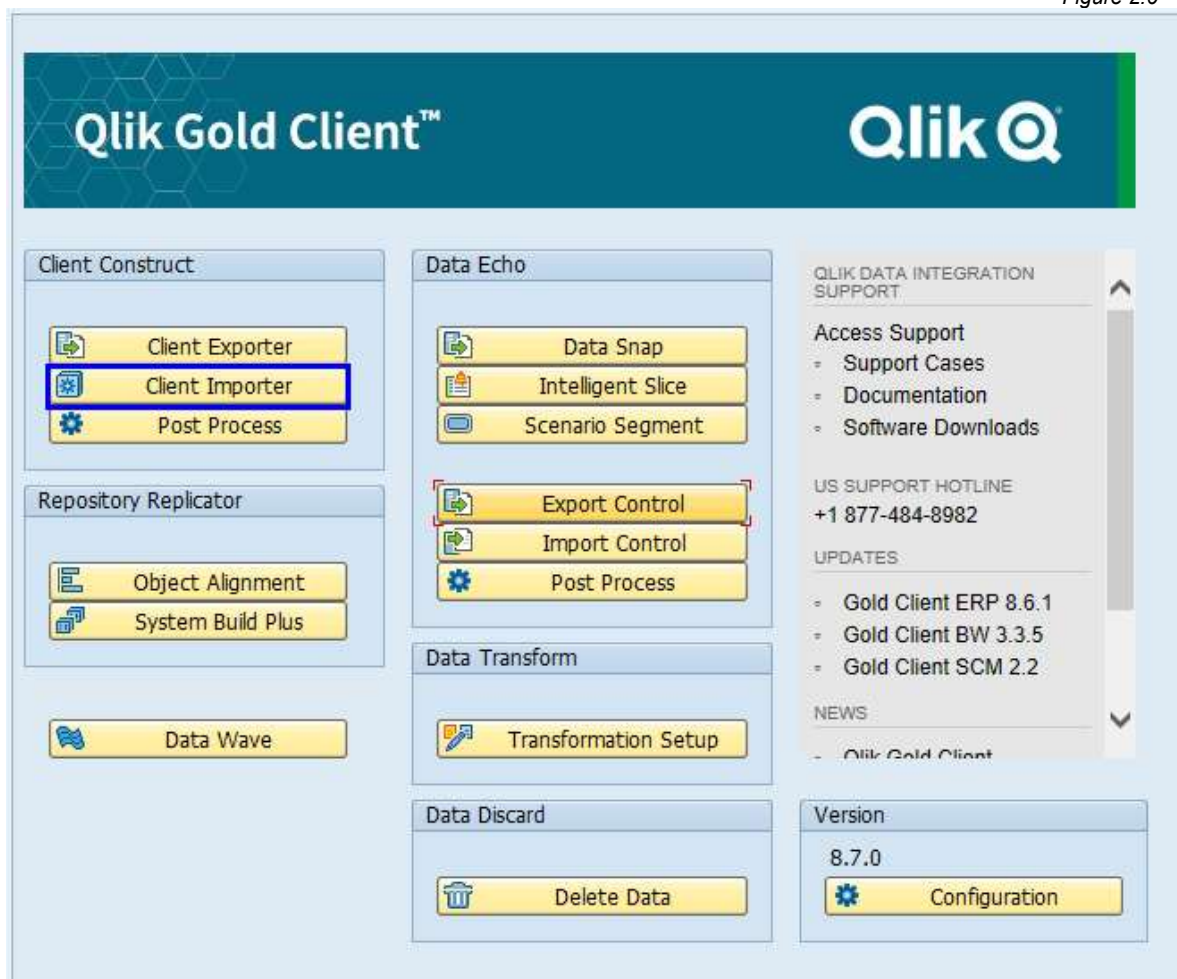 Qlik Gold Client™
Qlik
Client Construct
Client Exporter
Client Importer
Post Process
Repository Replicator
Object Alignment
System Build Plus
Data Wave
Data Echo
Data Snap
Intelligent Slice
Scenario Segment
Export Control
Import Control
Post Process
Data Transform
Transformation Setup
Data Discard
Delete Data
QLIK DATA INTEGRATION
SUPPORT
Access Support
Support Cases
Documentation
Software Downloads
US SUPPORT HOTLINE
+1 877-484-8982
UPDATES
Gold Client ERP 8.6.1
Gold Client BW 3.3.5
Gold Client SCM 2.2
NEWS
Qlik Gold Client
Version
8.7.0
Configuration